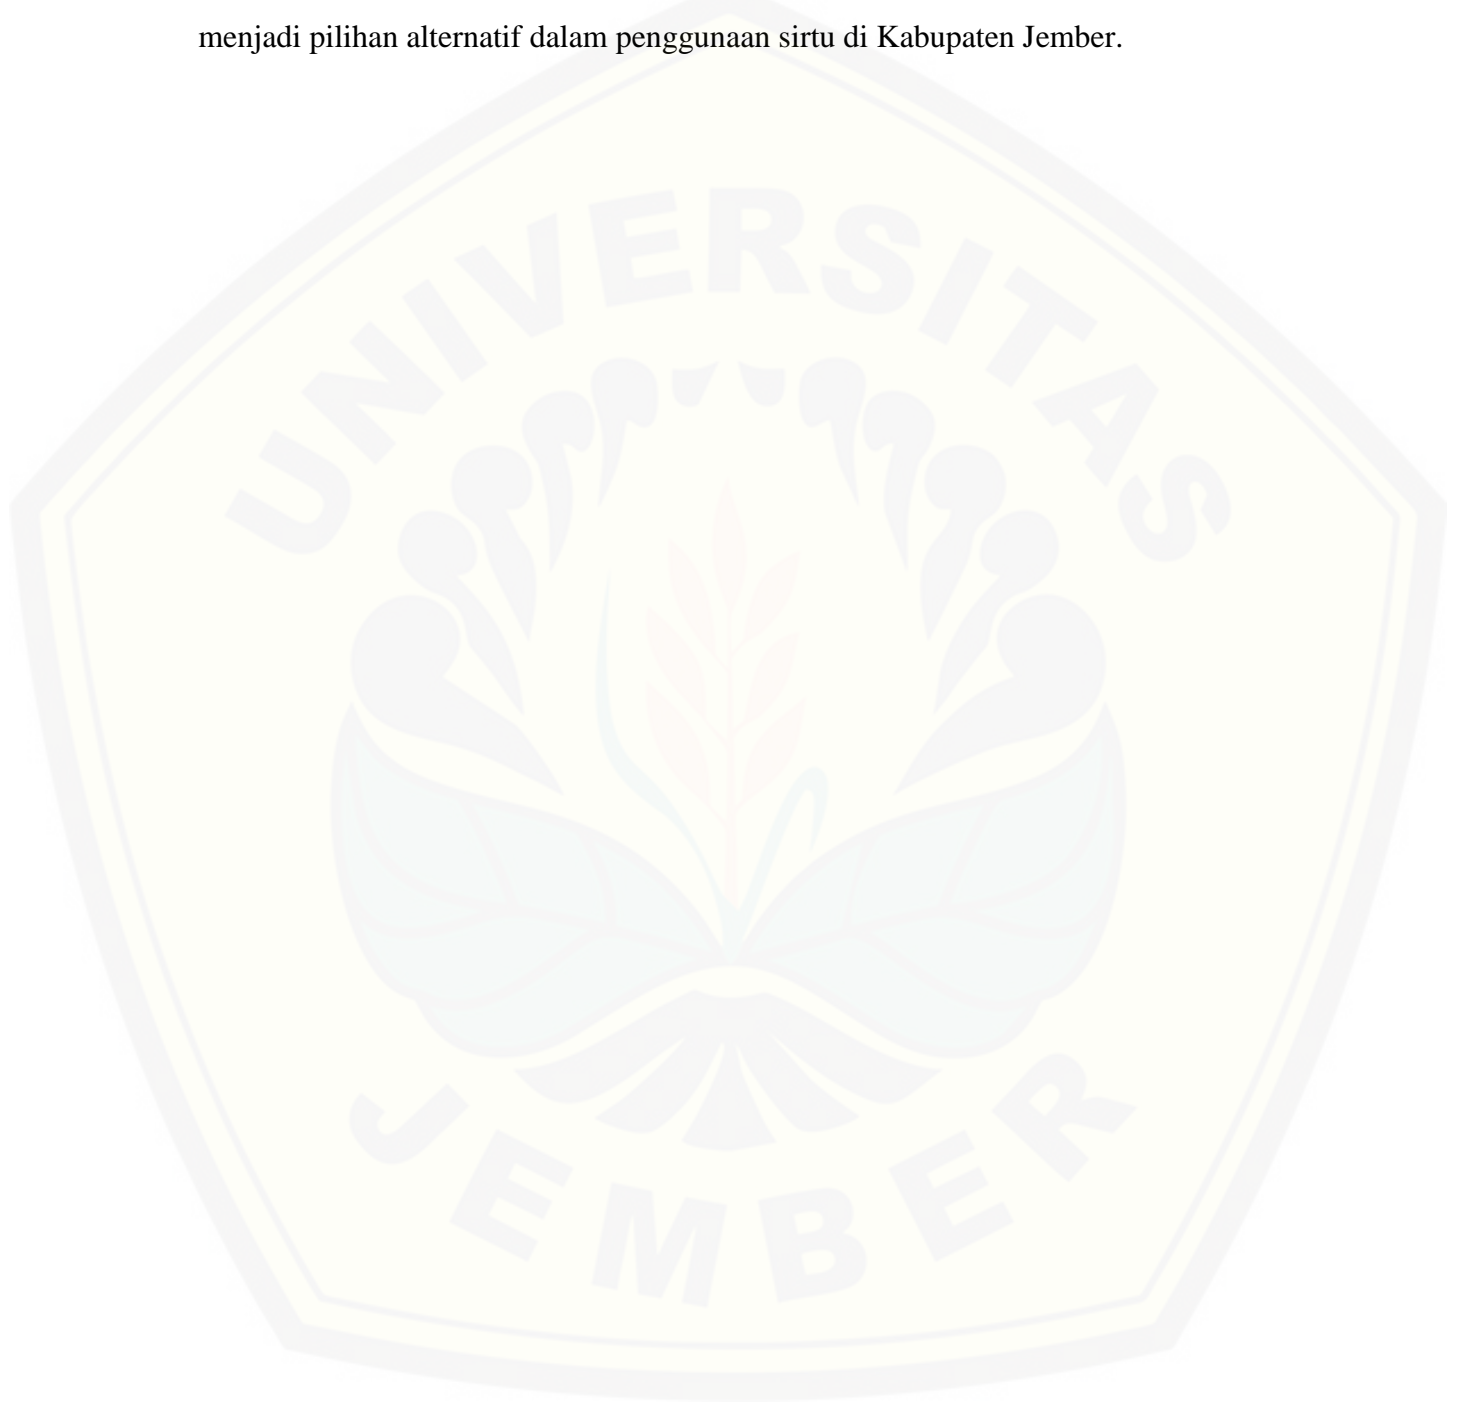 menjadi pilihan alternatif dalam penggunaan sirtu di Kabupaten Jember.
UNIVERSITAS
JEMBER